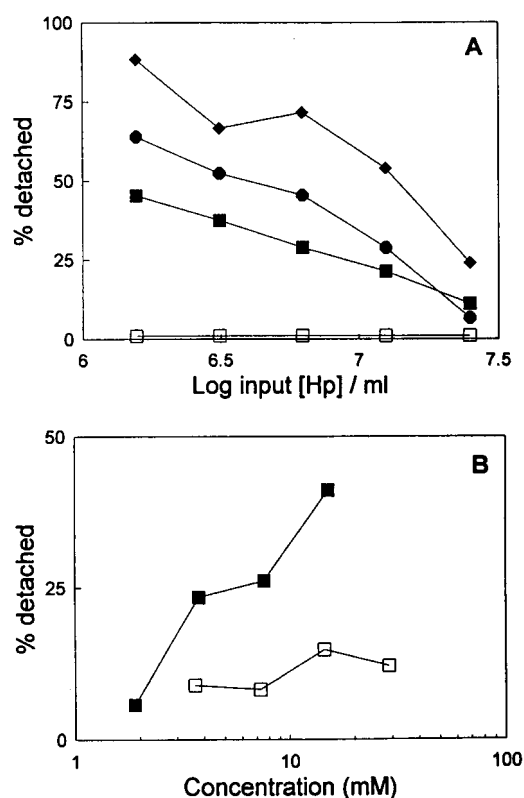 A
100
75
50
25
0
% detached
6
6.5
7
7.5
Log input [Hp] / ml
B
50
25
0
% detached
1
10
100
Concentration (mM)